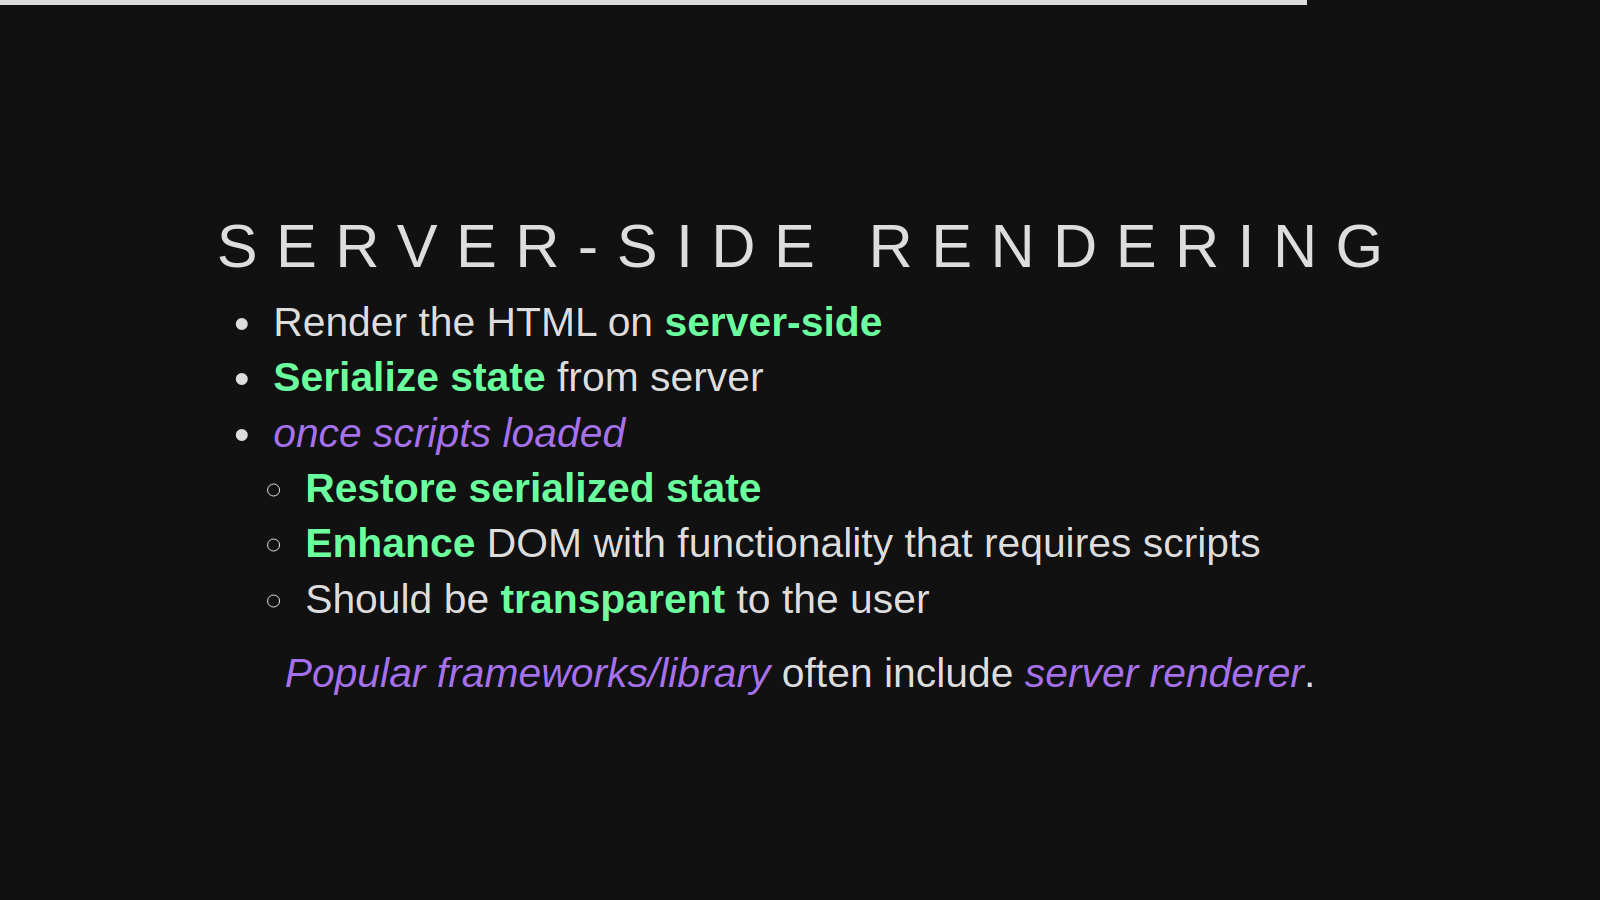 SERVER-SIDE RENDERING
Render the HTML on server-side
Serialize state from server
once scripts loaded
Restore serialized state
Enhance DOM with functionality that requires scripts
Should be transparent to the user
Popular frameworks/library often include server renderer.